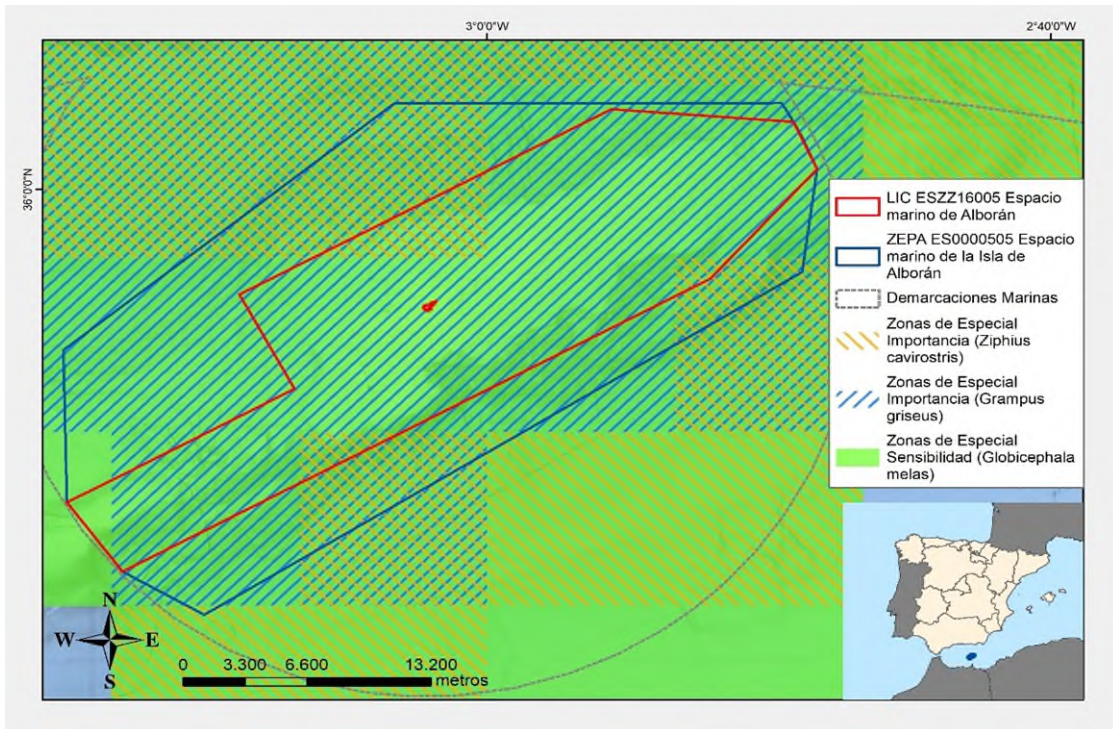 3°0'0"W
2°40'0"W
36°0'0"N
LIC ESZZ16005 Espacio
marino de Alborán
ZEPA ES0000505 Espacio
marino de la Isla de
Alborán
Demarcaciones Marinas
Zonas de Especial
Importancia (Ziphius
cavirostris)
Zonas de Especial
Importancia (Grampus
griseus)
Zonas de Especial
Sensibilidad (Globicephala
melas)
N
W E
S
0 3.300 6.600 13.200
metros